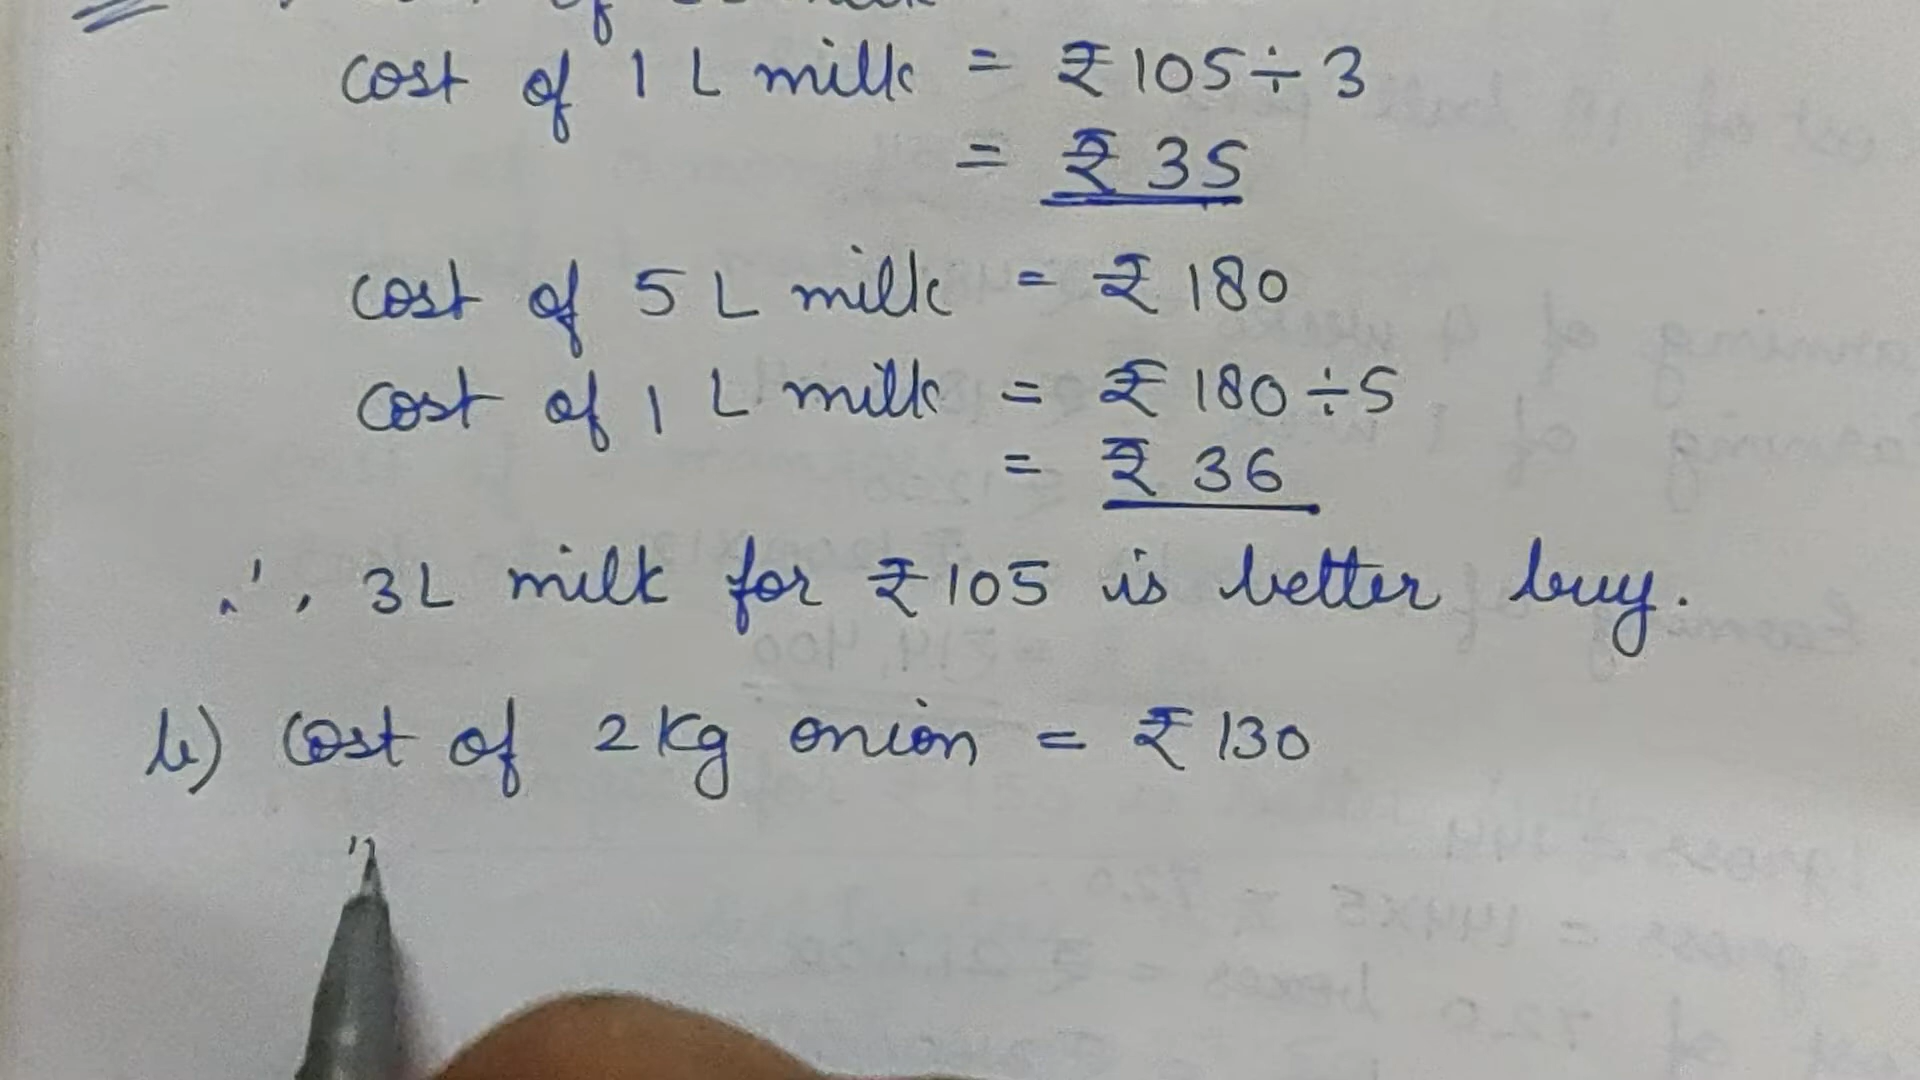 cost of 1 L milk = ₹ 105 ÷ 3
= ₹ 35
cost of 5 L milk = ₹ 180
cost of 1 L milk = ₹ 180 ÷ 5
= ₹ 36
∴, 3L milk for ₹ 105 is better buy.
b) Cost of 2 kg onion = ₹ 130
"